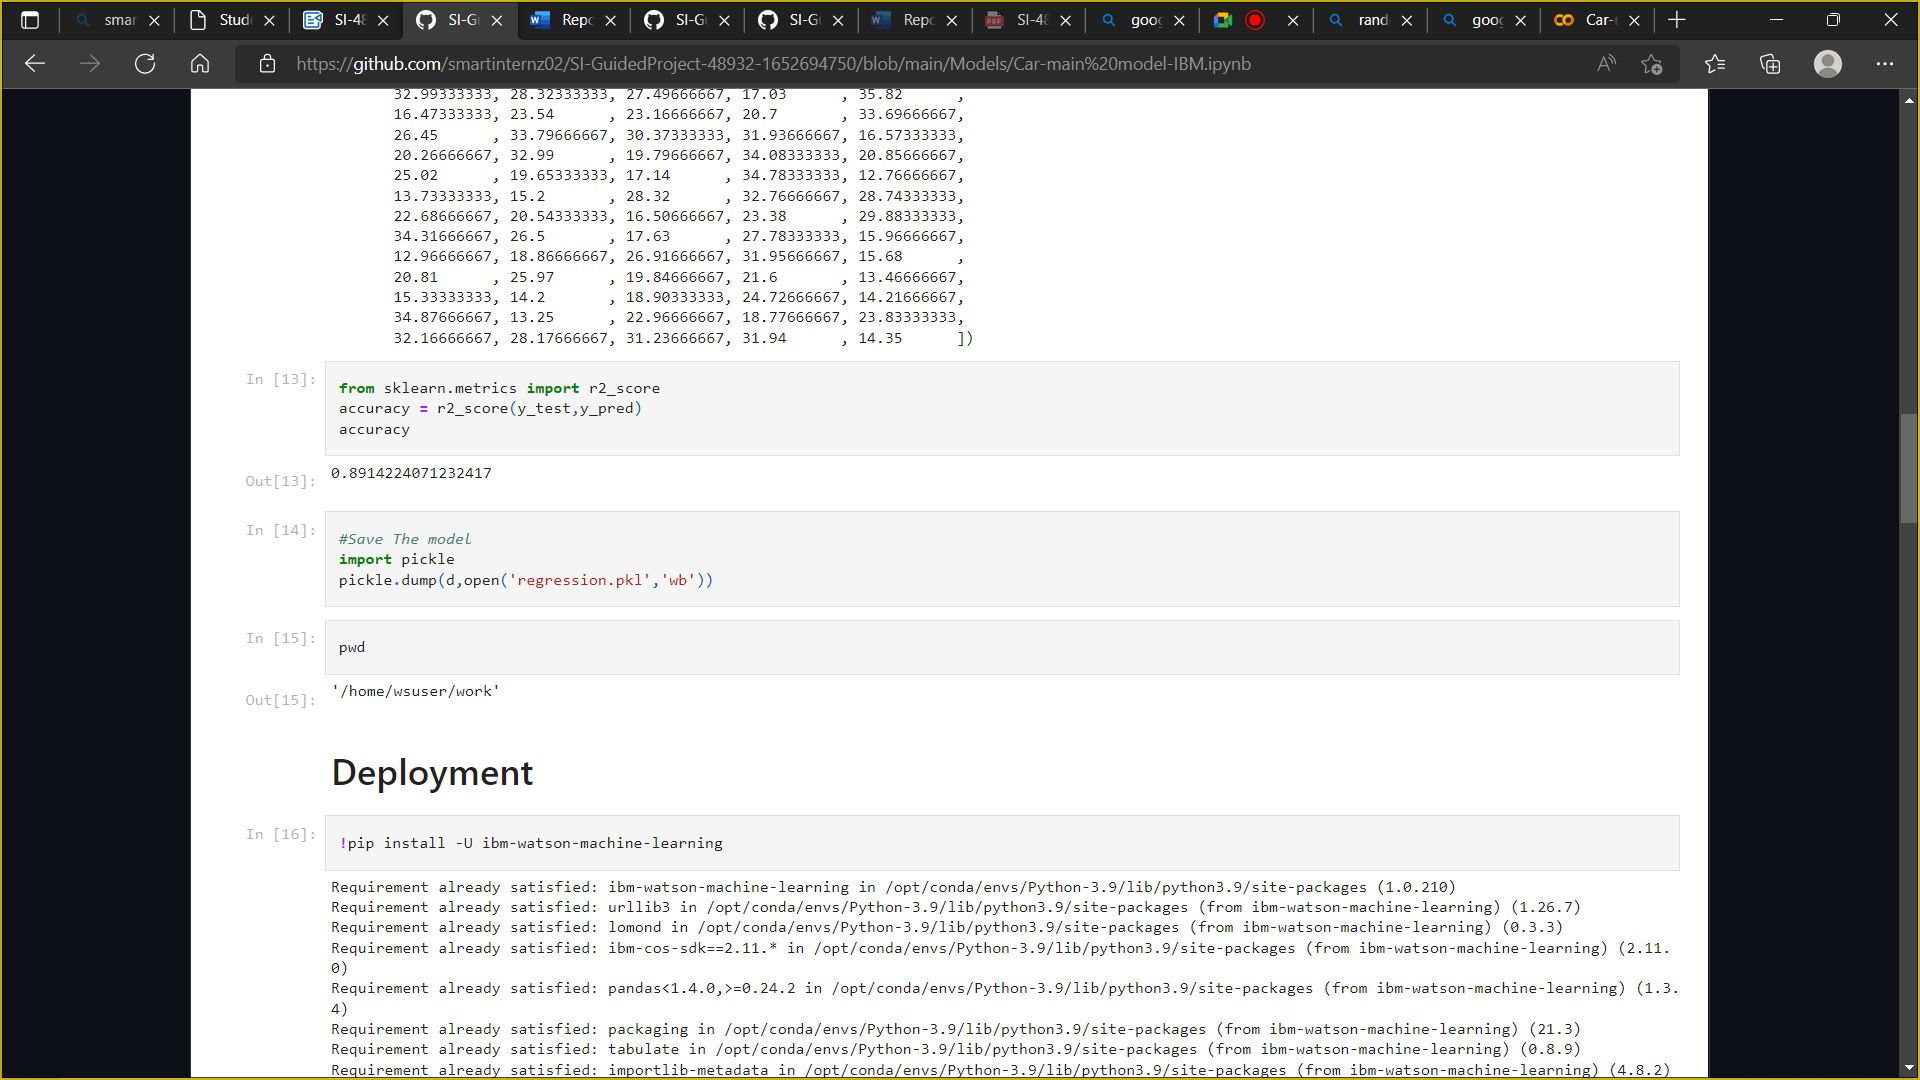 smar
Stude
SI-48
SI-Gu
Repo
SI-Gu
SI-Gu
Repo
SI-48
goog
rand
goog
Car-m
https://github.com/smartinternz02/SI-GuidedProject-48932-1652694750/blob/main/Models/Car-main%20model-IBM.ipynb
32.99333333, 28.32333333, 27.49666667, 17.03      , 35.82      ,
16.47333333, 23.54      , 23.16666667, 20.7       , 33.69666667,
26.45      , 33.79666667, 30.37333333, 31.93666667, 16.57333333,
20.26666667, 32.99      , 19.79666667, 34.08333333, 20.85666667,
25.02      , 19.65333333, 17.14      , 34.78333333, 12.76666667,
13.73333333, 15.2       , 28.32      , 32.76666667, 28.74333333,
22.68666667, 20.54333333, 16.50666667, 23.38      , 29.88333333,
34.31666667, 26.5       , 17.63      , 27.78333333, 15.96666667,
12.96666667, 18.86666667, 26.91666667, 31.95666667, 15.68      ,
20.81      , 25.97      , 19.84666667, 21.6       , 13.46666667,
15.33333333, 14.2       , 18.90333333, 24.72666667, 14.21666667,
34.87666667, 13.25      , 22.96666667, 18.77666667, 23.83333333,
32.16666667, 28.17666667, 31.23666667, 31.94      , 14.35      ])
In [13]:
from sklearn.metrics import r2_score
accuracy = r2_score(y_test,y_pred)
accuracy
Out[13]:
0.8914224071232417
In [14]:
#Save The model
import pickle
pickle.dump(d,open('regression.pkl','wb'))
In [15]:
pwd
Out[15]:
'/home/wsuser/work'
Deployment
In [16]:
!pip install -U ibm-watson-machine-learning
Requirement already satisfied: ibm-watson-machine-learning in /opt/conda/envs/Python-3.9/lib/python3.9/site-packages (1.0.210)
Requirement already satisfied: urllib3 in /opt/conda/envs/Python-3.9/lib/python3.9/site-packages (from ibm-watson-machine-learning) (1.26.7)
Requirement already satisfied: lomond in /opt/conda/envs/Python-3.9/lib/python3.9/site-packages (from ibm-watson-machine-learning) (0.3.3)
Requirement already satisfied: ibm-cos-sdk==2.11.* in /opt/conda/envs/Python-3.9/lib/python3.9/site-packages (from ibm-watson-machine-learning) (2.11.
0)
Requirement already satisfied: pandas<1.4.0,>=0.24.2 in /opt/conda/envs/Python-3.9/lib/python3.9/site-packages (from ibm-watson-machine-learning) (1.3.
4)
Requirement already satisfied: packaging in /opt/conda/envs/Python-3.9/lib/python3.9/site-packages (from ibm-watson-machine-learning) (21.3)
Requirement already satisfied: tabulate in /opt/conda/envs/Python-3.9/lib/python3.9/site-packages (from ibm-watson-machine-learning) (0.8.9)
Requirement already satisfied: importlib-metadata in /opt/conda/envs/Python-3.9/lib/python3.9/site-packages (from ibm-watson-machine-learning) (4.8.2)